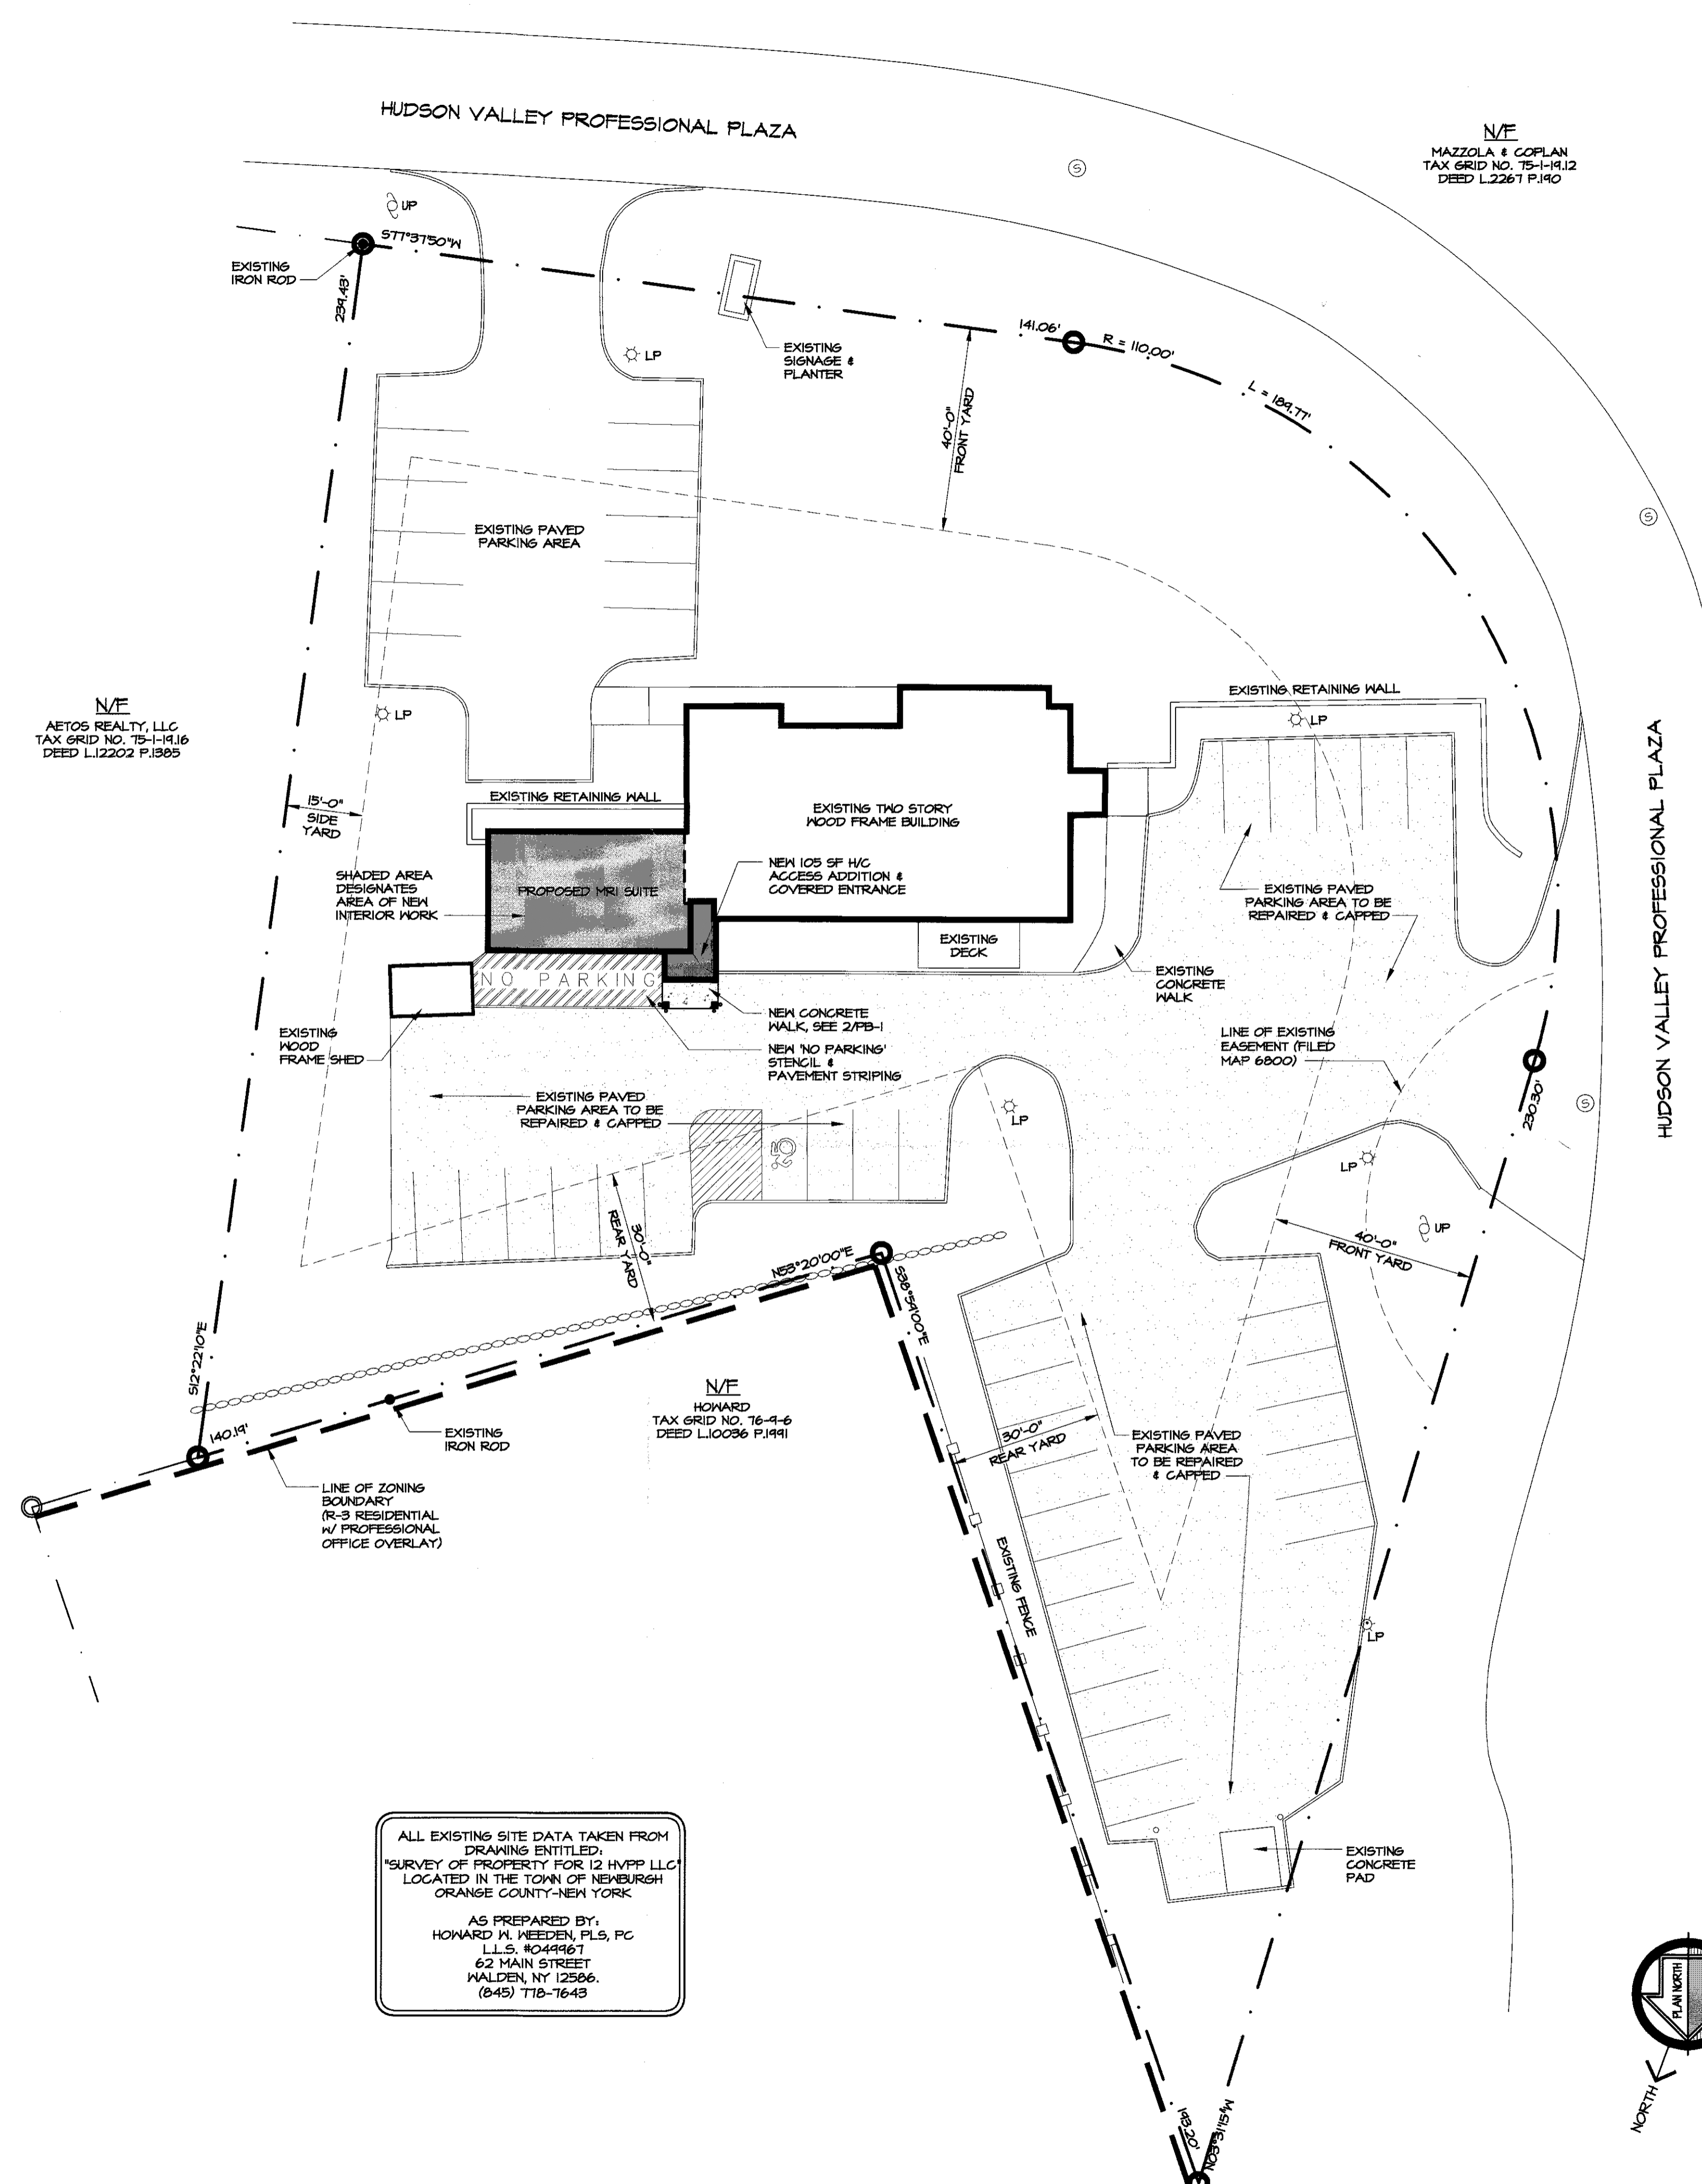 HUDSON VALLEY PROFESSIONAL PLAZA
N/F
MAZZOLA & COPLAN
TAX GRID NO. 75-1-19.12
DEED L.2267 P.190
S
UP
S77°37'50"W
EXISTING
IRON ROD
239.43'
LP
EXISTING
SIGNAGE &
PLANTER
141.06'
R = 110.00'
L = 189.77'
40'-0"
FRONT YARD
S
EXISTING PAVED
PARKING AREA
N/F
AETOS REALTY, LLC
TAX GRID NO. 75-1-19.16
DEED L.12202 P.1385
LP
EXISTING RETAINING WALL
LP
HUDSON VALLEY PROFESSIONAL PLAZA
15'-0"
SIDE
YARD
EXISTING RETAINING WALL
EXISTING TWO STORY
WOOD FRAME BUILDING
SHADED AREA
DESIGNATES
AREA OF NEW
INTERIOR WORK
PROPOSED MRI SUITE
NEW 105 SF H/C
ACCESS ADDITION &
COVERED ENTRANCE
EXISTING PAVED
PARKING AREA TO BE
REPAIRED & CAPPED
EXISTING
DECK
NO PARKING
EXISTING
CONCRETE
WALK
EXISTING
WOOD
FRAME SHED
NEW CONCRETE
WALK, SEE 2/PB-1
NEW 'NO PARKING'
STENCIL &
PAVEMENT STRIPING
LINE OF EXISTING
EASEMENT (FILED
MAP 6800)
230.30'
S
EXISTING PAVED
PARKING AREA TO BE
REPAIRED & CAPPED
LP
LP
UP
30'-0"
REAR YARD
40'-0"
FRONT YARD
N53°20'00"E
S38°59'00"E
S12°22'10"E
140.19'
EXISTING
IRON ROD
N/F
HOWARD
TAX GRID NO. 76-9-6
DEED L.10036 P.1991
30'-0"
REAR YARD
EXISTING PAVED
PARKING AREA
TO BE REPAIRED
& CAPPED
LINE OF ZONING
BOUNDARY
(R-3 RESIDENTIAL
W/ PROFESSIONAL
OFFICE OVERLAY)
EXISTING FENCE
LP
ALL EXISTING SITE DATA TAKEN FROM
DRAWING ENTITLED:
"SURVEY OF PROPERTY FOR 12 HVPP LLC"
LOCATED IN THE TOWN OF NEWBURGH
ORANGE COUNTY-NEW YORK
AS PREPARED BY:
HOWARD W. WEEDEN, PLS, PC
L.L.S. #049967
62 MAIN STREET
WALDEN, NY 12586.
(845) 778-7643
EXISTING
CONCRETE
PAD
PLAN NORTH
NORTH
193.20'
N03°31'15"W